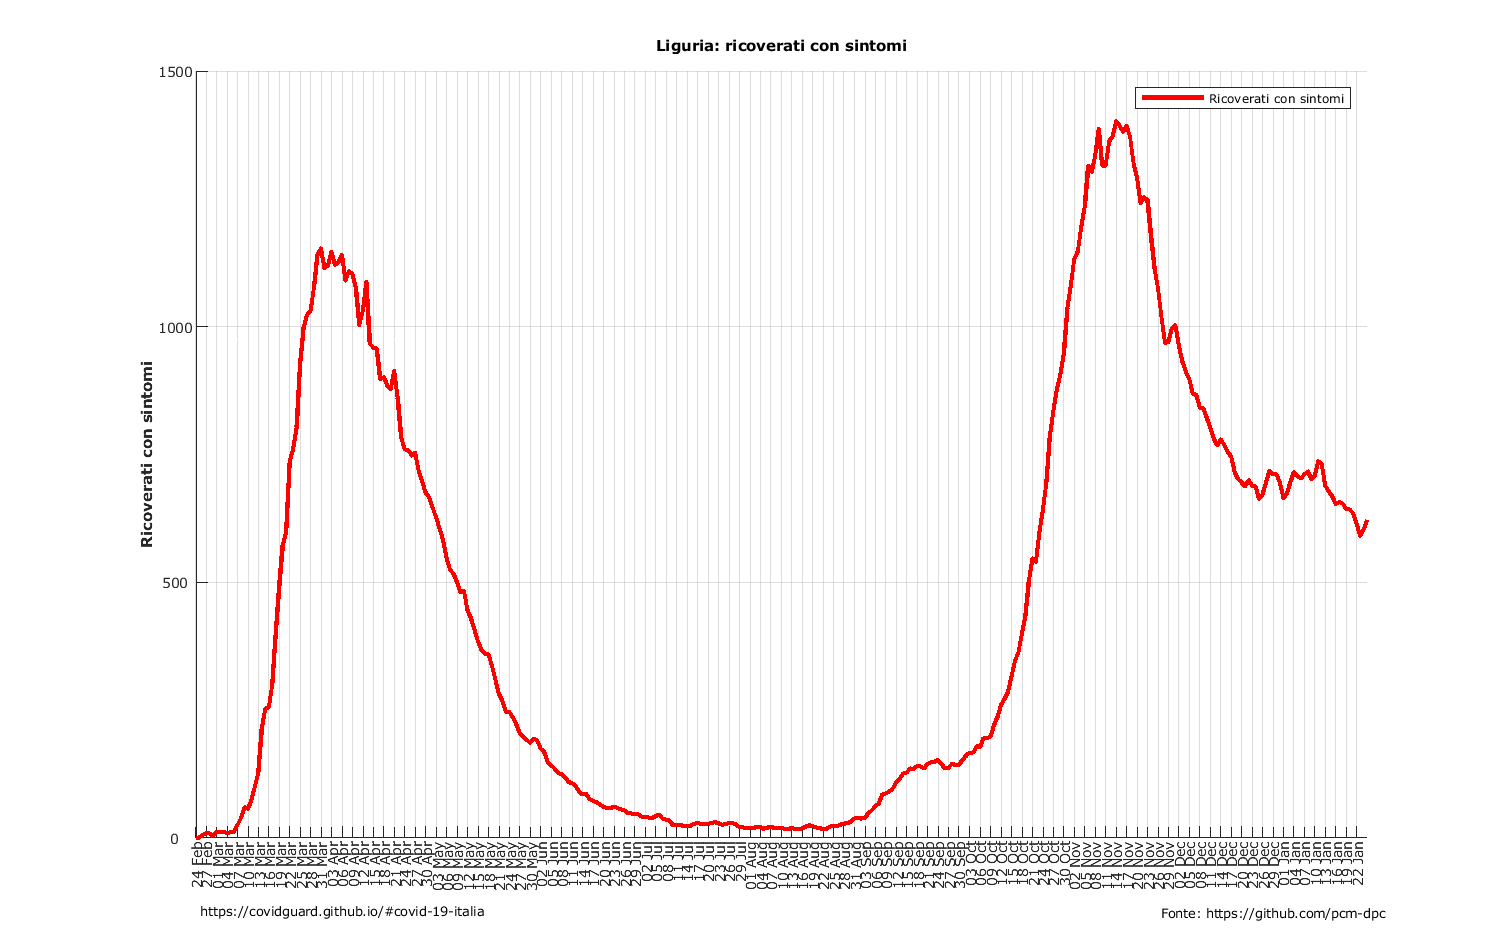 Liguria: ricoverati con sintomi
1500
1000
500
0
Ricoverati con sintomi
Ricoverati con sintomi
24 Feb
27 Feb
01 Mar
04 Mar
07 Mar
10 Mar
13 Mar
16 Mar
19 Mar
22 Mar
25 Mar
28 Mar
31 Mar
03 Apr
06 Apr
09 Apr
12 Apr
15 Apr
18 Apr
21 Apr
24 Apr
27 Apr
30 Apr
03 May
06 May
09 May
12 May
15 May
18 May
21 May
24 May
27 May
30 May
02 Jun
05 Jun
08 Jun
11 Jun
14 Jun
17 Jun
20 Jun
23 Jun
26 Jun
29 Jun
02 Jul
05 Jul
08 Jul
11 Jul
14 Jul
17 Jul
20 Jul
23 Jul
26 Jul
29 Jul
01 Aug
04 Aug
07 Aug
10 Aug
13 Aug
16 Aug
19 Aug
22 Aug
25 Aug
28 Aug
31 Aug
03 Sep
06 Sep
09 Sep
12 Sep
15 Sep
18 Sep
21 Sep
24 Sep
27 Sep
30 Sep
03 Oct
06 Oct
09 Oct
12 Oct
15 Oct
18 Oct
21 Oct
24 Oct
27 Oct
30 Oct
02 Nov
05 Nov
08 Nov
11 Nov
14 Nov
17 Nov
20 Nov
23 Nov
26 Nov
29 Nov
02 Dec
05 Dec
08 Dec
11 Dec
14 Dec
17 Dec
20 Dec
23 Dec
26 Dec
29 Dec
01 Jan
04 Jan
07 Jan
10 Jan
13 Jan
16 Jan
19 Jan
22 Jan
https://covidguard.github.io/#covid-19-italia
Fonte: https://github.com/pcm-dpc